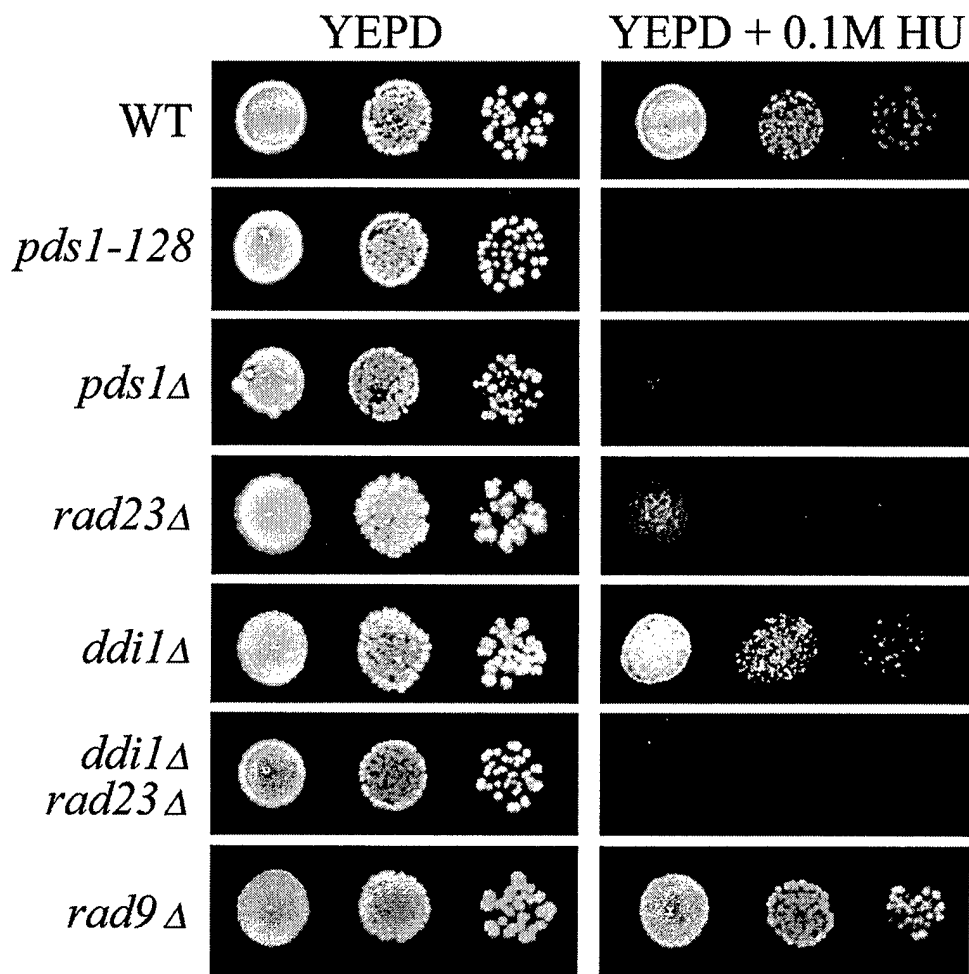 YEPD
YEPD + 0.1M HU
WT
pds1-128
pds1Δ
rad23Δ
ddi1Δ
ddi1Δ
rad23Δ
rad9Δ